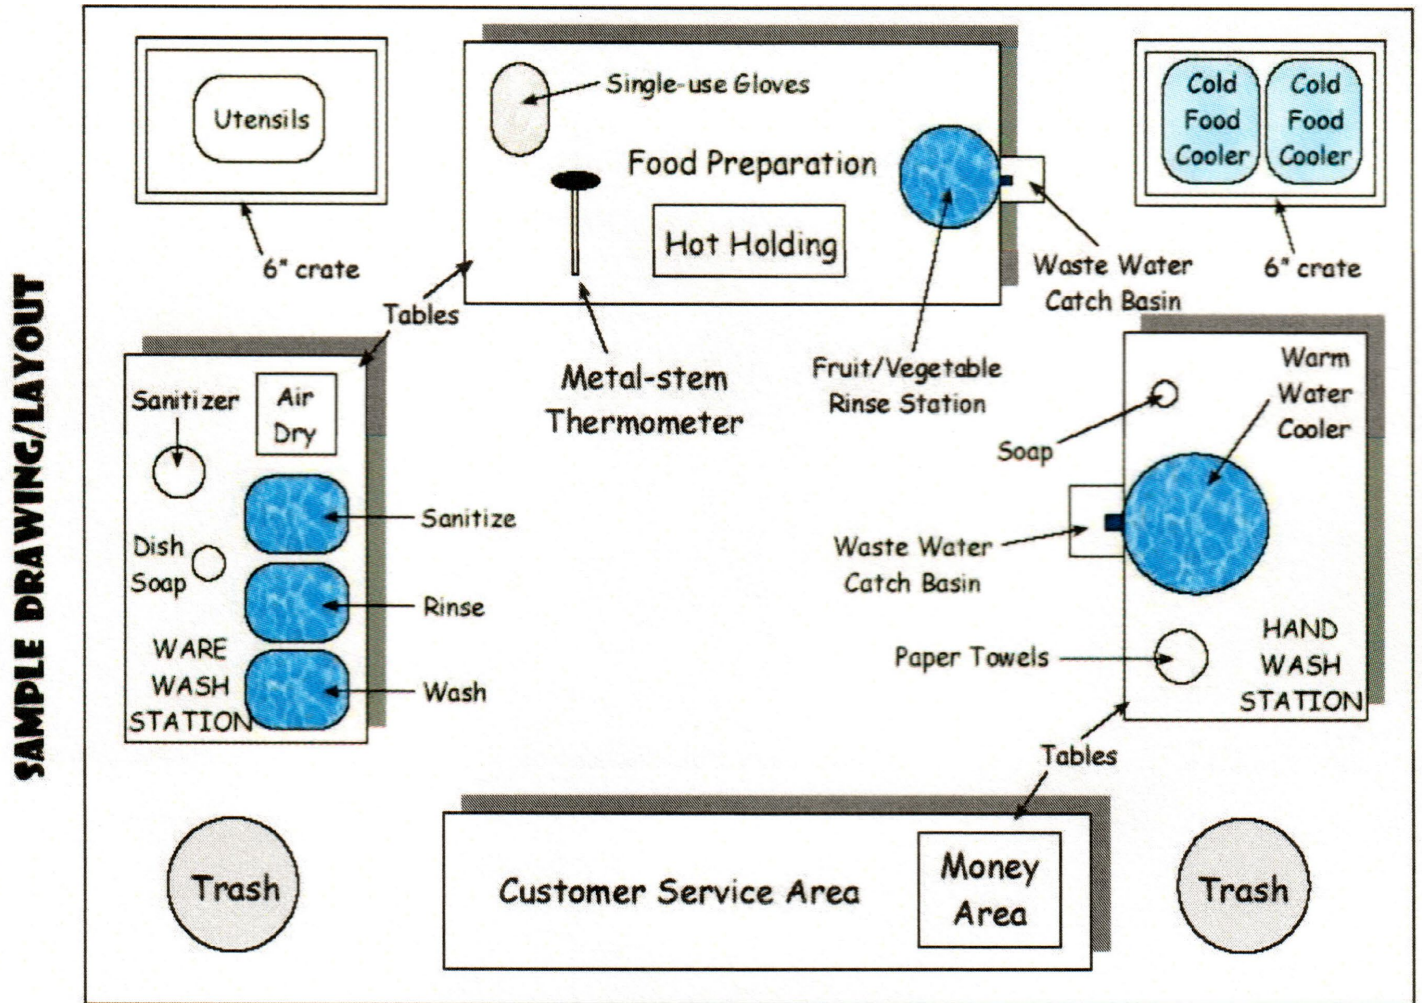 SAMPLE DRAWING/LAYOUT
Utensils
6" crate
Single-use Gloves
Food Preparation
Hot Holding
Cold
Food
Cooler
Cold
Food
Cooler
6" crate
Waste Water
Catch Basin
Tables
Metal-stem
Thermometer
Fruit/Vegetable
Rinse Station
Sanitizer
Air
Dry
Sanitize
Dish
Soap
Rinse
WARE
WASH
STATION
Wash
Warm
Water
Cooler
Soap
Waste Water
Catch Basin
Paper Towels
HAND
WASH
STATION
Tables
Trash
Customer Service Area
Money
Area
Trash